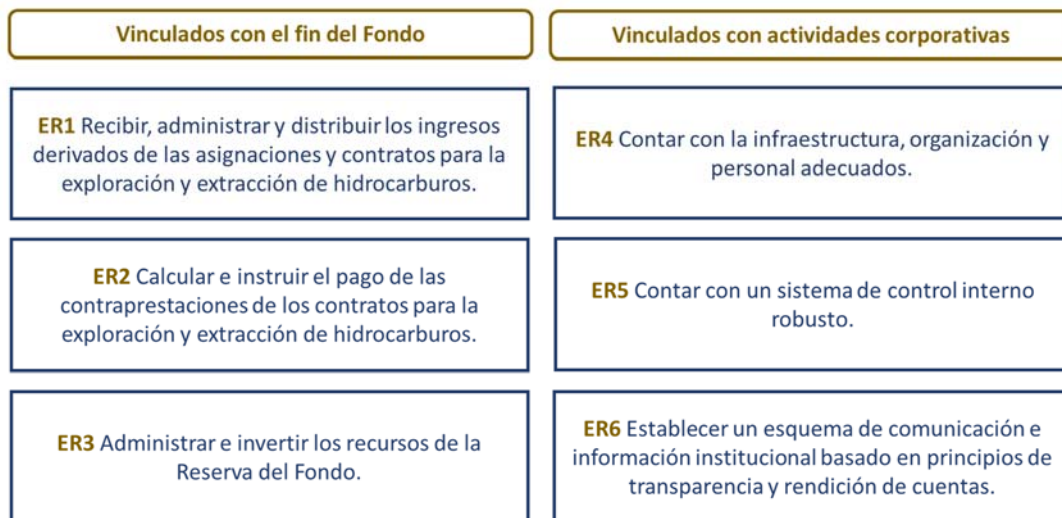 Vinculados con el fin del Fondo
ER1 Recibir, administrar y distribuir los ingresos
derivados de las asignaciones y contratos para la
exploración y extracción de hidrocarburos.
ER2 Calcular e instruir el pago de las
contraprestaciones de los contratos para la
exploración y extracción de hidrocarburos.
ER3 Administrar e invertir los recursos de la
Reserva del Fondo.
Vinculados con actividades corporativas
ER4 Contar con la infraestructura, organización y
personal adecuados.
ER5 Contar con un sistema de control interno
robusto.
ER6 Establecer un esquema de comunicación e
información institucional basado en principios de
transparencia y rendición de cuentas.